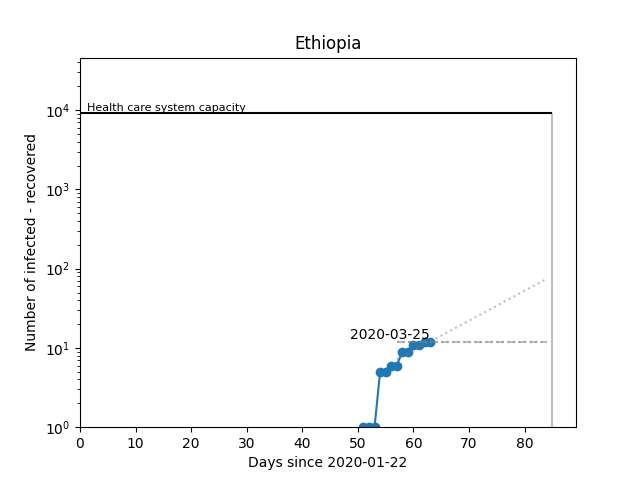 Ethiopia
Number of infected - recovered
10^4
10^3
10^2
10^1
10^0
Health care system capacity
2020-03-25
0 10 20 30 40 50 60 70 80
Days since 2020-01-22